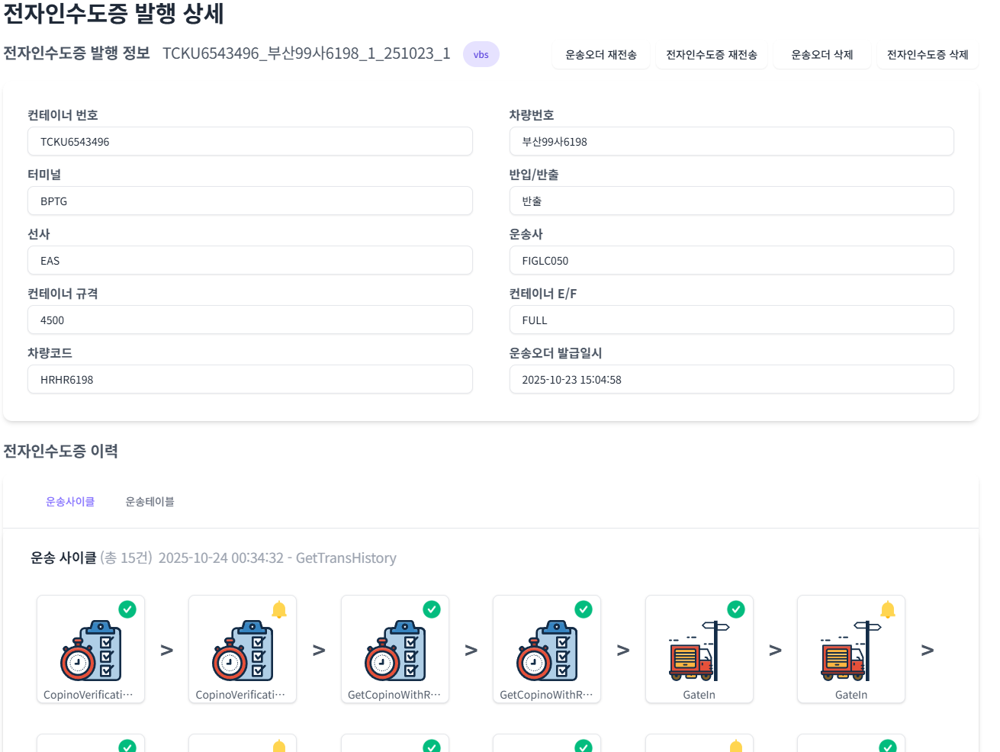 전자인수도증 발행 상세
전자인수도증 발행 정보 TCKU6543496_부산99사6198_1_251023_1 vbs 운송오더 재전송 전자인수도증 재전송 운송오더 삭제 전자인수도증 삭제
컨테이너 번호 차량번호
TCKU6543496 부산99사6198
터미널 반입/반출
BPTG 반출
선사 운송사
EAS FIGLC050
컨테이너 규격 컨테이너 E/F
4500 FULL
차량코드 운송오더 발급일시
HRHR6198 2025-10-23 15:04:58
전자인수도증 이력
운송사이클 운송테이블
운송 사이클 (총 15건) 2025-10-24 00:34:32 - GetTransHistory
> > > > > >
CopinoVerificati··· CopinoVerificati··· GetCopinoWithR··· GetCopinoWithR··· GateIn GateIn